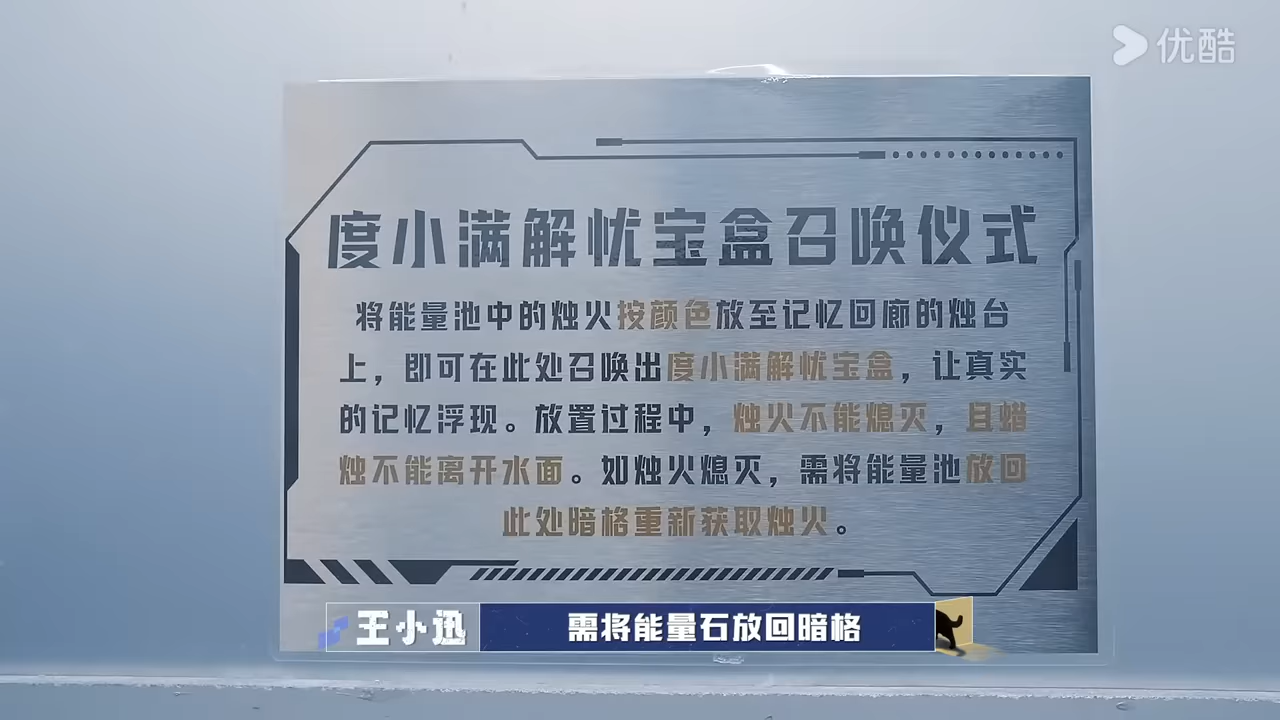 优酷
度小满解忧宝盒召唤仪式
将能量池中的烛火按颜色放至记忆回廊的烛台
上，即可在此处召唤出度小满解忧宝盒，让真实
的记忆浮现。放置过程中，烛火不能熄灭，且蜡
烛不能离开水面。如烛火熄灭，需将能量池放回
此处暗格重新获取烛火。
王小迅 需将能量石放回暗格